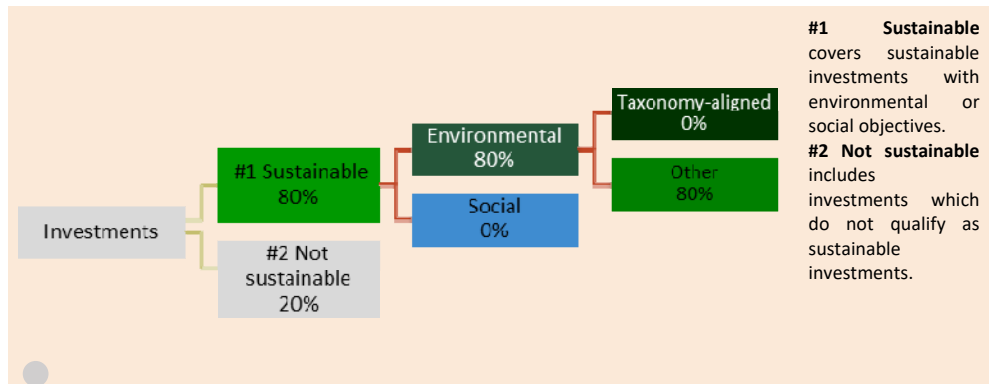 Investments
#1 Sustainable
80%
#2 Not
sustainable
20%
Environmental
80%
Social
0%
Taxonomy-aligned
0%
Other
80%
#1 Sustainable
covers sustainable
investments with
environmental or
social objectives.
#2 Not sustainable
includes
investments which
do not qualify as
sustainable
investments.